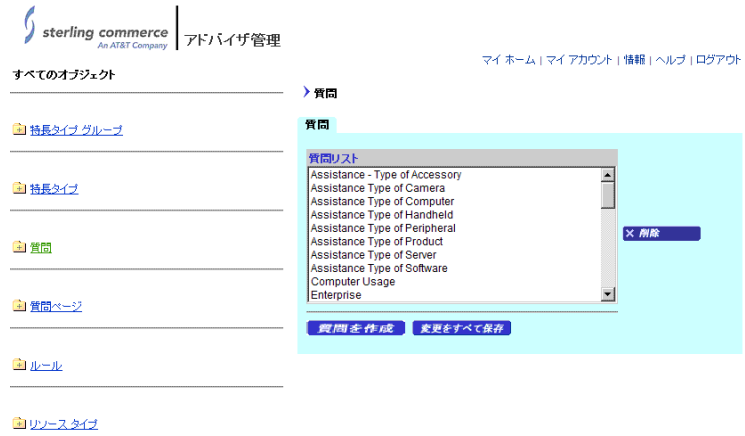 sterling commerce
An AT&T Company
アドバイザ管理
マイ ホーム | マイ アカウント | 情報 | ヘルプ | ログアウト
すべてのオブジェクト
特長タイプ グループ
特長タイプ
質問
質問ページ
ルール
リソース タイプ
質問
質問
質問リスト
Assistance - Type of Accessory
Assistance Type of Camera
Assistance Type of Computer
Assistance Type of Handheld
Assistance Type of Peripheral
Assistance Type of Product
Assistance Type of Server
Assistance Type of Software
Computer Usage
Enterprise
削除
質問を作成
変更をすべて保存